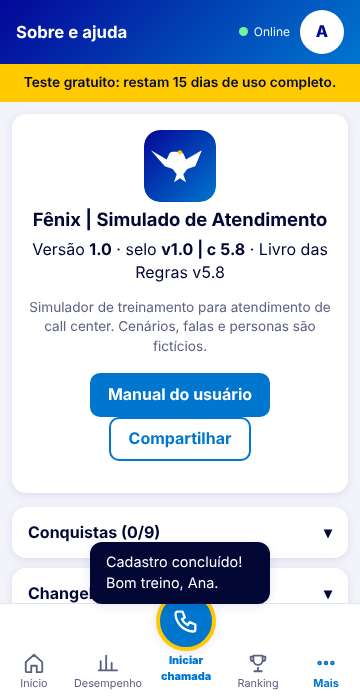 Sobre e ajuda
Online
A
Teste gratuito: restam 15 dias de uso completo.
Fênix | Simulado de Atendimento
Versão 1.0 · selo v1.0 | c 5.8 · Livro das
Regras v5.8
Simulador de treinamento para atendimento de
call center. Cenários, falas e personas são
fictícios.
Manual do usuário
Compartilhar
Conquistas (0/9)
Cadastro concluído!
Bom treino, Ana.
Início
Desempenho
Iniciar
chamada
Ranking
Mais